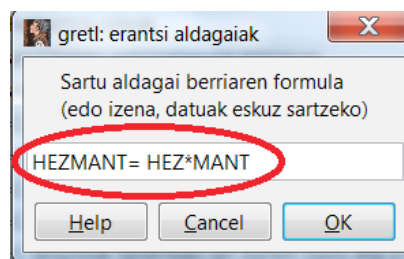 gretl: erantsi aldagaiak
X
Sartu aldagai berriaren formula
(edo izena, datuak eskuz sartzeko)
HEZMANT= HEZ*MANT
Help Cancel OK